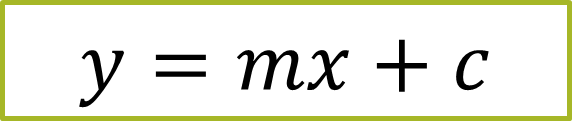 y = mx + c